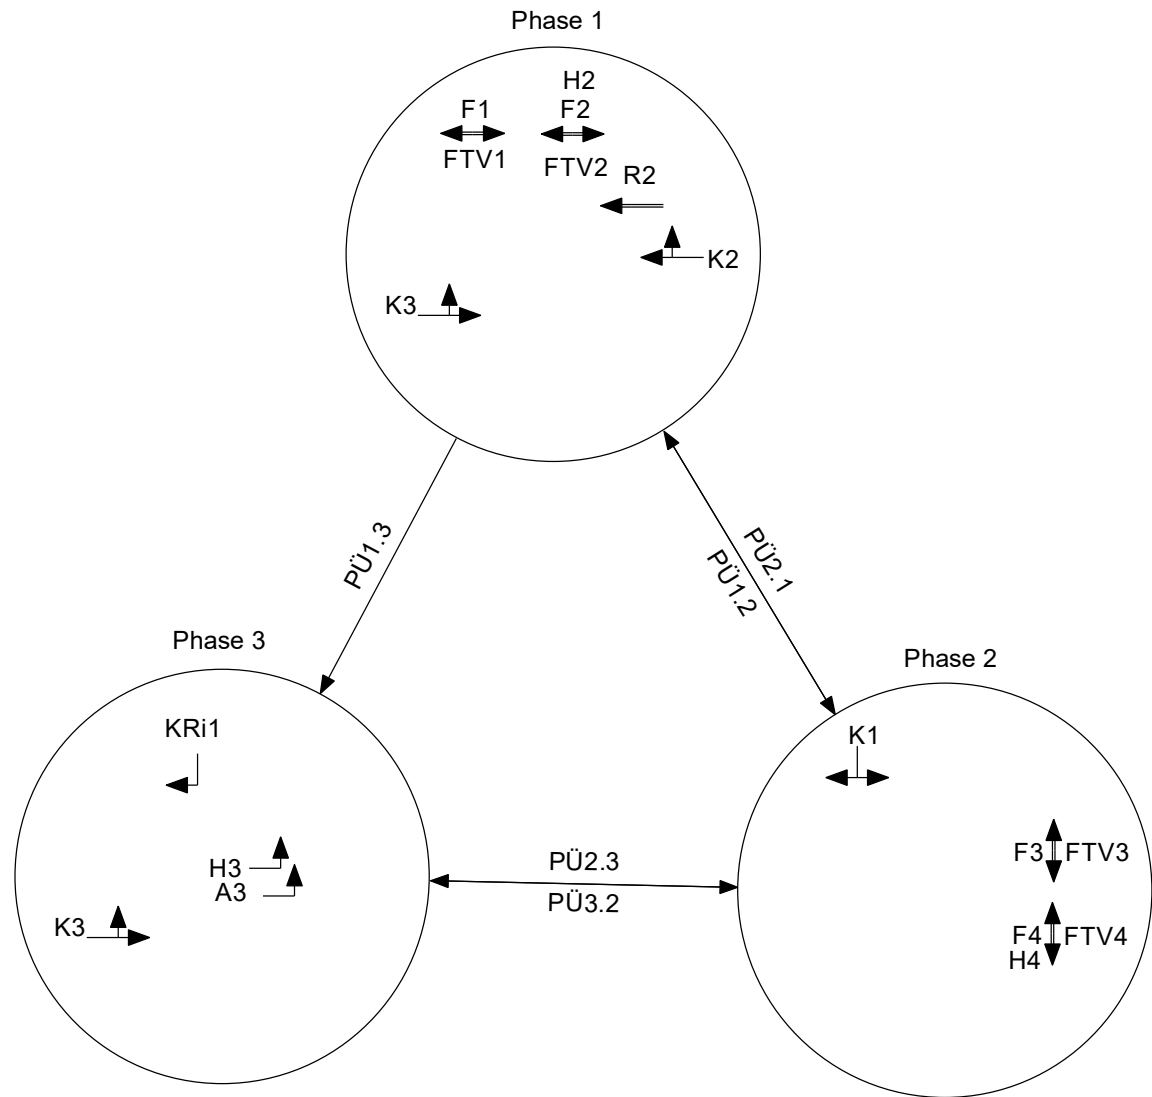 Phase 1
H2
F1
F2
FTV1
FTV2
R2
K2
K3
PÜ1.3
PÜ2.1
PÜ1.2
Phase 3
Phase 2
KRi1
K1
H3
A3
K3
PÜ2.3
PÜ3.2
F3
FTV3
F4
FTV4
H4